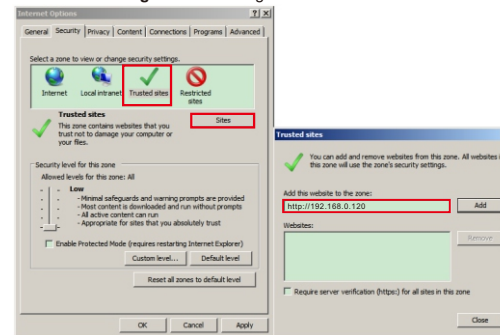 Internet Options
? X
General Security Privacy Content Connections Programs Advanced
Select a zone to view or change security settings.
Internet Local intranet Trusted sites Restricted sites
Trusted sites
This zone contains websites that you
trust not to damage your computer or
your files.
Sites
Security level for this zone
Allowed levels for this zone: All
Low
- Minimal safeguards and warning prompts are provided
- Most content is downloaded and run without prompts
- All active content can run
- Appropriate for sites that you absolutely trust
Enable Protected Mode (requires restarting Internet Explorer)
Custom level... Default level
Reset all zones to default level
OK Cancel Apply
Trusted sites
You can add and remove websites from this zone. All websites
this zone will use the zone's security settings.
Add this website to the zone:
http://192.168.0.120
Add
Websites:
Remove
Require server verification (https:) for all sites in this zone
Close